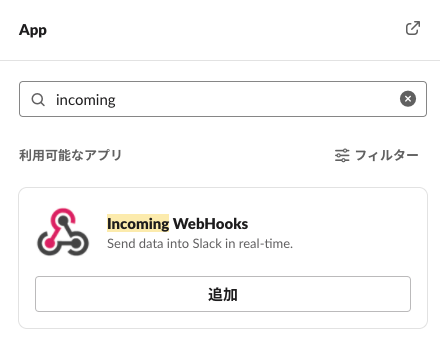 App
incoming
利用可能なアプリ
フィルター
Incoming WebHooks
Send data into Slack in real-time.
追加